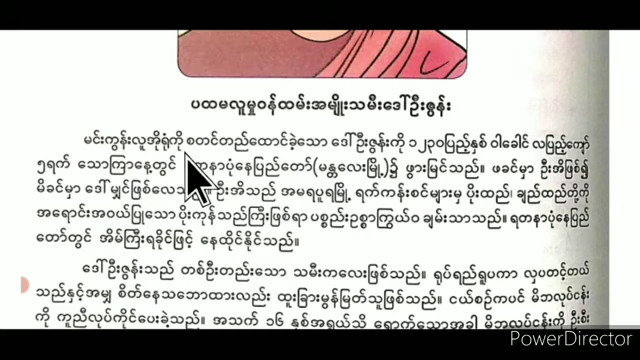 ပထမလူမှုဝန်ထမ်းအမျိုးသမီးဒေါ်ဦးဇွန်း
မင်းကွန်းလူအိုရုံကို စတင်တည်ထောင်ခဲ့သော ဒေါ်ဦးဇွန်းကို ၁၂၃၀ပြည့်နှစ် ဝါခေါင် လပြည့်ကျော်
၅ရက် သောကြာနေ့တွင် တနာပုံနေပြည်တော်(မန္တလေးမြို့)၌ ဖွားမြင်သည်။ ဖခင်မှာ ဦးအိဖြစ်၍
မိခင်မှာ ဒေါ်မျှင်ဖြစ်လေသ ဦးအိသည် အမရပူရမြို့ ရက်ကန်းစင်များမှ ပိုးထည်၊ ချည်ထည်တို့ကို
အရောင်းအဝယ်ပြုသော ပိုးကုန်သည်ကြီးဖြစ်ရာ ပစ္စည်းဥစ္စာကြွယ်ဝ ချမ်းသာသည်။ ရတနာပုံနေပြည်
တော်တွင် အိမ်ကြီးရခိုင်ဖြင့် နေထိုင်နိုင်သည်။
ဒေါ်ဦးဇွန်းသည် တစ်ဦးတည်းသော သမီးကလေးဖြစ်သည်။ ရုပ်ရည်ရူပကာ လှပတင့်တယ်
သည်နှင့်အမျှ စိတ်နေသဘောထားလည်း ထူးခြားမွန်မြတ်သူဖြစ်သည်။ ငယ်စဉ်ကပင် မိဘလုပ်ငန်း
ကို ကူညီလုပ်ကိုင်ပေးခဲ့သည်။ အသက် ၁၆ နှစ်အရွယ်သို့ ရောက်သောအခါ မိဘလုပ်ငန်းကို ဦးစီး
PowerDirector